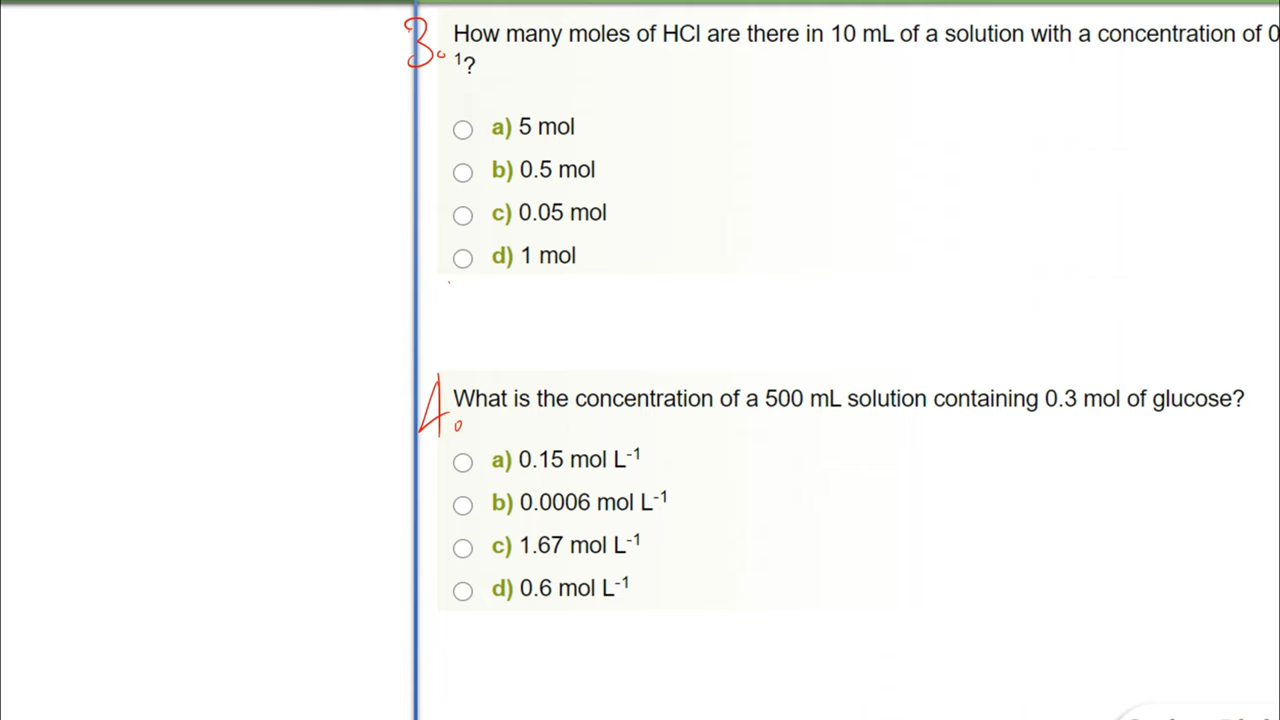 3. How many moles of HCl are there in 10 mL of a solution with a concentration of 0
¹?
a) 5 mol
b) 0.5 mol
c) 0.05 mol
d) 1 mol
4. What is the concentration of a 500 mL solution containing 0.3 mol of glucose?
a) 0.15 mol L⁻¹
b) 0.0006 mol L⁻¹
c) 1.67 mol L⁻¹
d) 0.6 mol L⁻¹